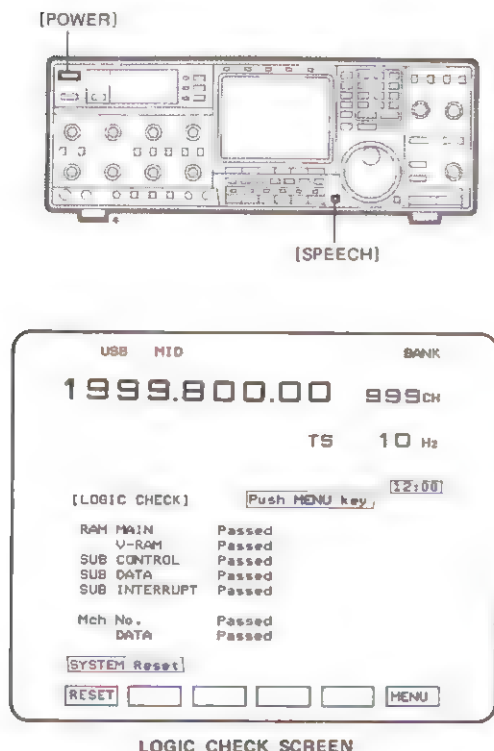 [POWER]
[SPEECH]
USB MID BANK
1999.800.00 999CH
TS 10 Hz
12:00
[LOGIC CHECK] Push MENU key
RAM MAIN Passed
V-RAM Passed
SUB CONTROL Passed
SUB DATA Passed
SUB INTERRUPT Passed
Mch No. Passed
DATA Passed
SYSTEM Reset
RESET MENU
LOGIC CHECK SCREEN